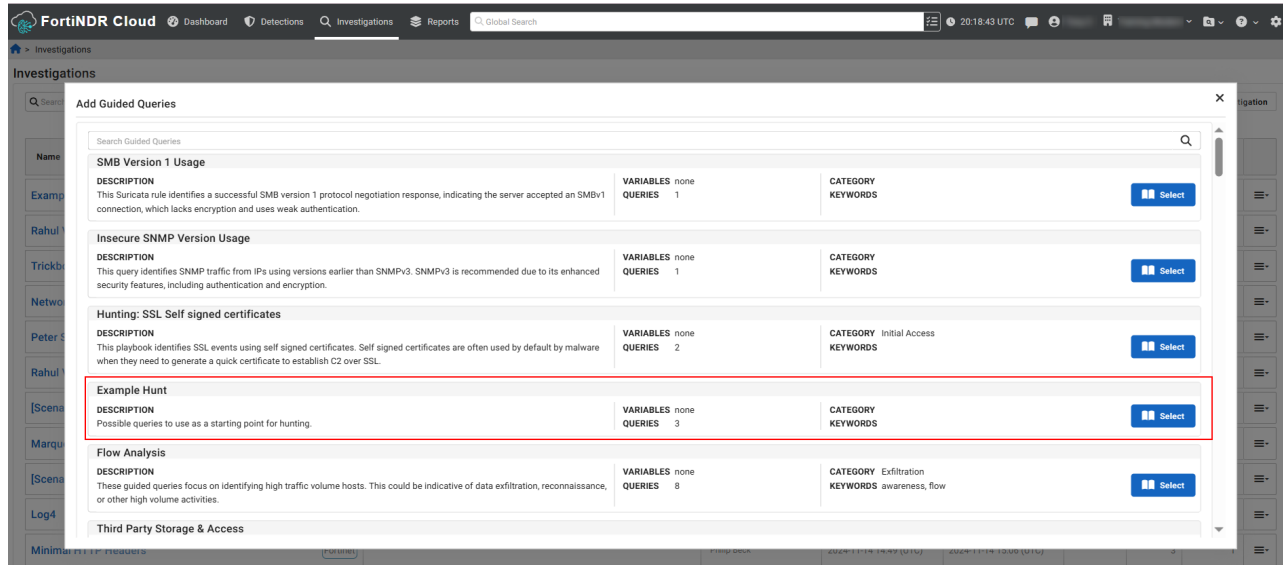 FortiNDR Cloud Dashboard Detections Investigations Reports Global Search 20:18:43 UTC
> Investigations
Investigations
Search
tigation
Add Guided Queries
Search Guided Queries
Name
SMB Version 1 Usage
DESCRIPTION VARIABLES none CATEGORY
This Suricata rule identifies a successful SMB version 1 protocol negotiation response, indicating the server accepted an SMBv1 QUERIES 1 KEYWORDS Select
connection, which lacks encryption and uses weak authentication.
Examp
Rahul
Insecure SNMP Version Usage
DESCRIPTION VARIABLES none CATEGORY
This query identifies SNMP traffic from IPs using versions earlier than SNMPv3. SNMPv3 is recommended due to its enhanced QUERIES 1 KEYWORDS Select
security features, including authentication and encryption.
Trickb
Netwo
Hunting: SSL Self signed certificates
DESCRIPTION VARIABLES none CATEGORY Initial Access
This playbook identifies SSL events using self signed certificates. Self signed certificates are often used by default by malware QUERIES 2 KEYWORDS Select
when they need to generate a quick certificate to establish C2 over SSL.
Peter S
Rahul
Example Hunt
DESCRIPTION VARIABLES none CATEGORY
Possible queries to use as a starting point for hunting. QUERIES 3 KEYWORDS Select
[Scena
Marqu
Flow Analysis
DESCRIPTION VARIABLES none CATEGORY Exfiltration
These guided queries focus on identifying high traffic volume hosts. This could be indicative of data exfiltration, reconnaissance, QUERIES 8 KEYWORDS awareness, flow Select
or other high volume activities.
[Scena
Log4
Third Party Storage & Access
Minimal HTTP Headers Fortinet Philip Beck 2024-11-14 14:49 (UTC) 2024-11-14 15:06 (UTC) 3 1